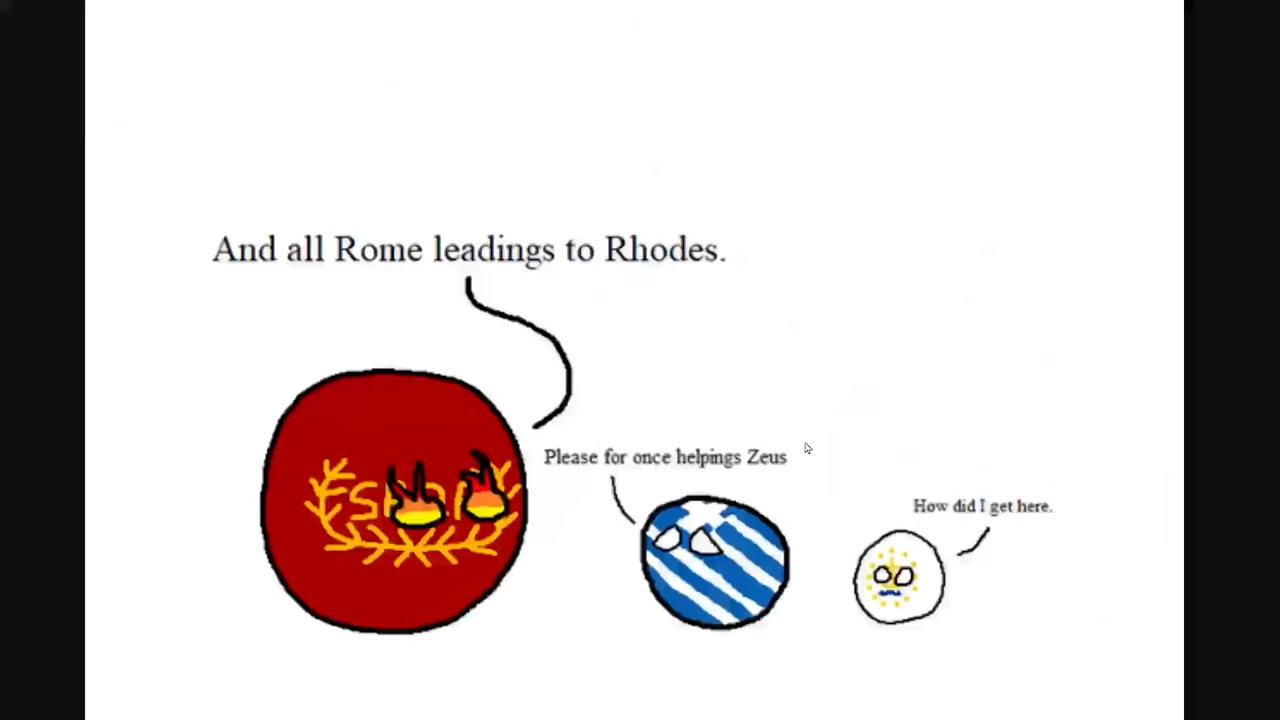 And all Rome leadings to Rhodes.
Please for once helpings Zeus
How did I get here.